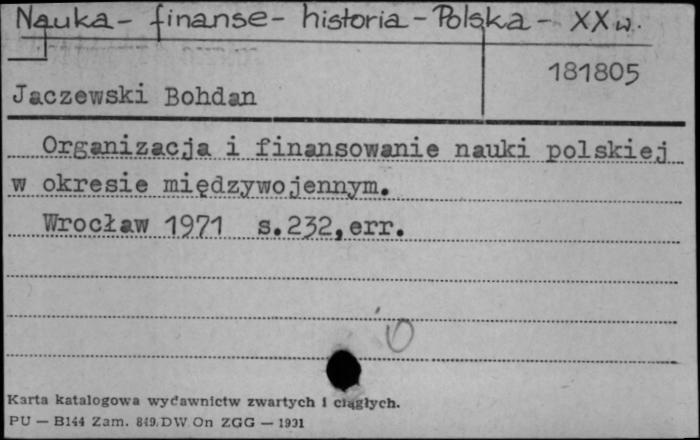 Nauka - finanse - historia - Polska - XX w.
181805
Jaczewski Bohdan
Organizacja i finansowanie nauki polskiej
w okresie międzywojennym.
Wrocław 1971 s.232,err.
Karta katalogowa wydawnictw zwartych i ciągłych.
PU — B144 Zam. 849.DW On ZGG — 1931